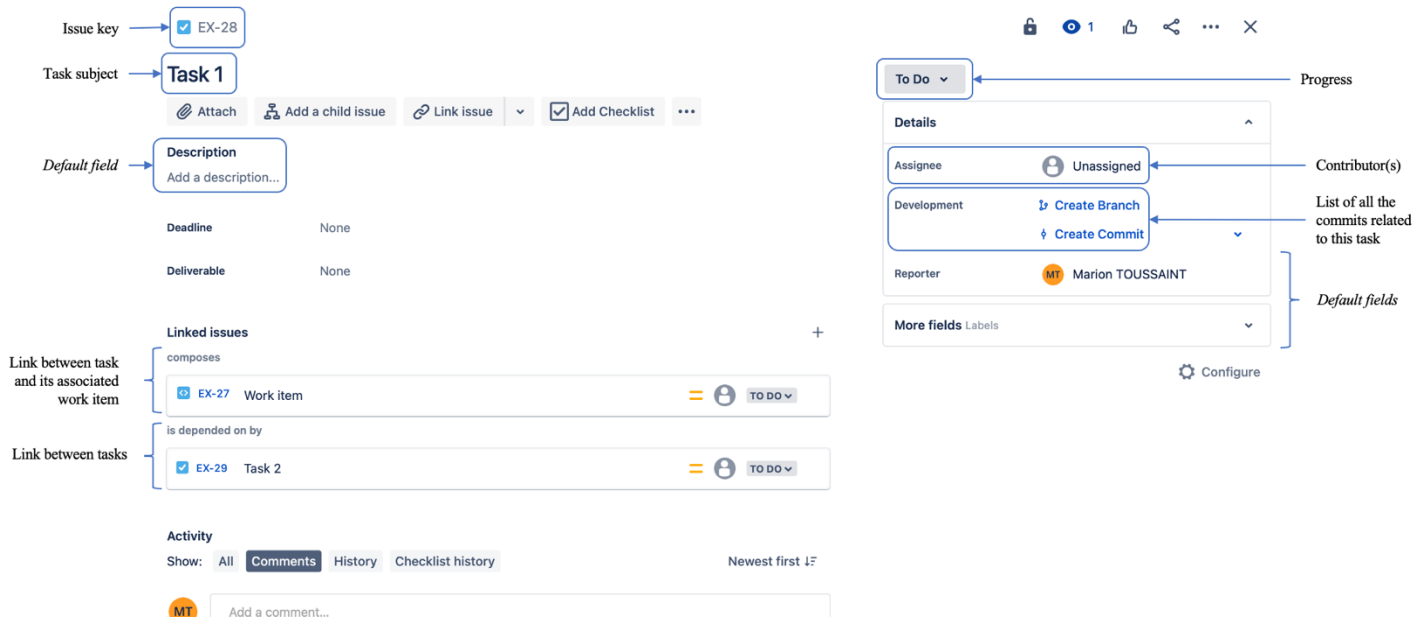 Issue key
EX-28
1
Task subject
Task 1
To Do
Progress
Attach
Add a child issue
Link issue
Add Checklist
•••
Details
Default field
Description
Add a description...
Assignee
Unassigned
Contributor(s)
Development
Create Branch
Create Commit
List of all the
commits related
to this task
Deadline
None
Deliverable
None
Reporter
MT
Marion TOUSSAINT
Default fields
More fields Labels
Configure
Linked issues
+
Link between task
and its associated
work item
composes
EX-27
Work item
TO DO
Link between tasks
is depended on by
EX-29
Task 2
TO DO
Activity
Show:
All
Comments
History
Checklist history
Newest first
MT
Add a comment...